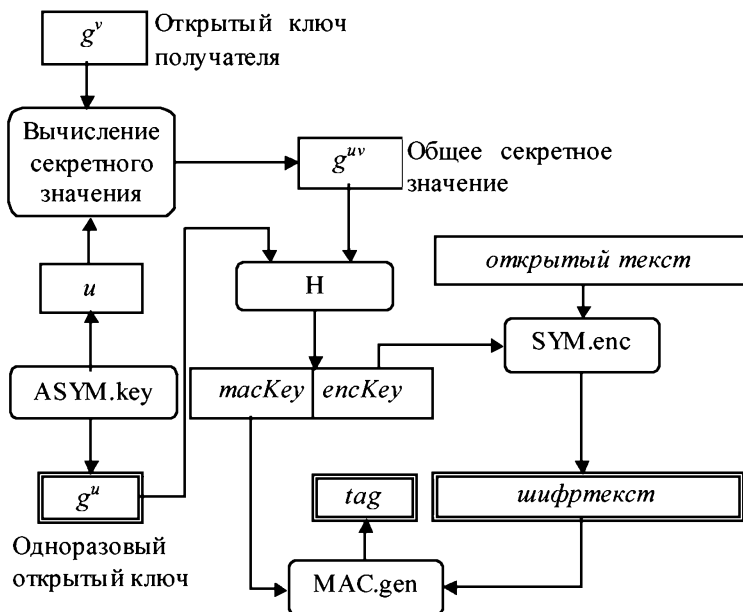 g^v
Открытый ключ
получателя
Вычисление
секретного
значения
g^{uv}
Общее секретное
значение
u
H
открытый текст
ASYM.key
macKey
encKey
SYM.enc
g^u
tag
шифртекст
Одноразовый
открытый ключ
MAC.gen